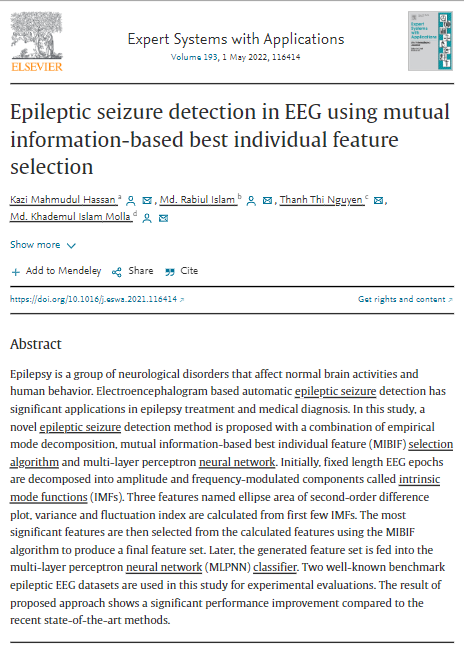 ELSEVIER
Expert Systems with Applications
Volume 193, 1 May 2022, 116414
Expert Systems with Applications
Epileptic seizure detection in EEG using mutual
information-based best individual feature
selection
Kazi Mahmudul Hassan a, Md. Rabiul Islam b, Thanh Thi Nguyen c,
Md. Khademul Islam Molla d
Show more
Add to Mendeley Share Cite
https://doi.org/10.1016/j.eswa.2021.116414 Get rights and content
Abstract
Epilepsy is a group of neurological disorders that affect normal brain activities and
human behavior. Electroencephalogram based automatic epileptic seizure detection has
significant applications in epilepsy treatment and medical diagnosis. In this study, a
novel epileptic seizure detection method is proposed with a combination of empirical
mode decomposition, mutual information-based best individual feature (MIBIF) selection
algorithm and multi-layer perceptron neural network. Initially, fixed length EEG epochs
are decomposed into amplitude and frequency-modulated components called intrinsic
mode functions (IMFs). Three features named ellipse area of second-order difference
plot, variance and fluctuation index are calculated from first few IMFs. The most
significant features are then selected from the calculated features using the MIBIF
algorithm to produce a final feature set. Later, the generated feature set is fed into the
multi-layer perceptron neural network (MLPNN) classifier. Two well-known benchmark
epileptic EEG datasets are used in this study for experimental evaluations. The result of
proposed approach shows a significant performance improvement compared to the
recent state-of-the-art methods.